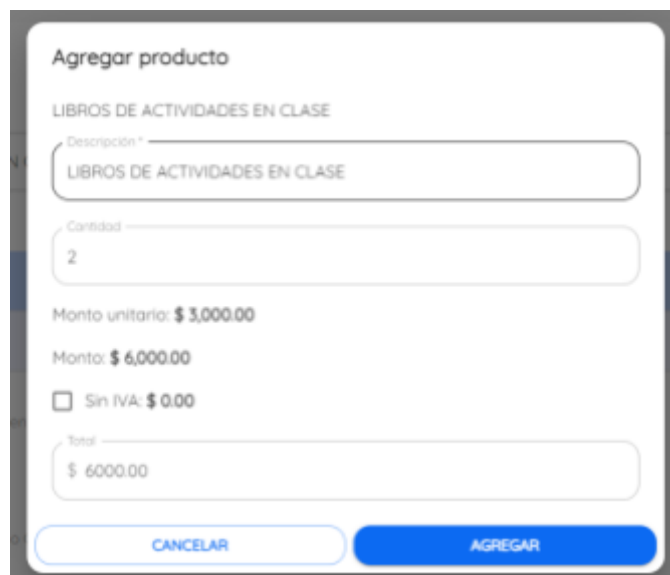 Agregar producto
LIBROS DE ACTIVIDADES EN CLASE
Descripción *
LIBROS DE ACTIVIDADES EN CLASE
Cantidad
2
Monto unitario: $ 3,000.00
Monto: $ 6,000.00
Sin IVA: $ 0.00
Total
$ 6000.00
CANCELAR AGREGAR